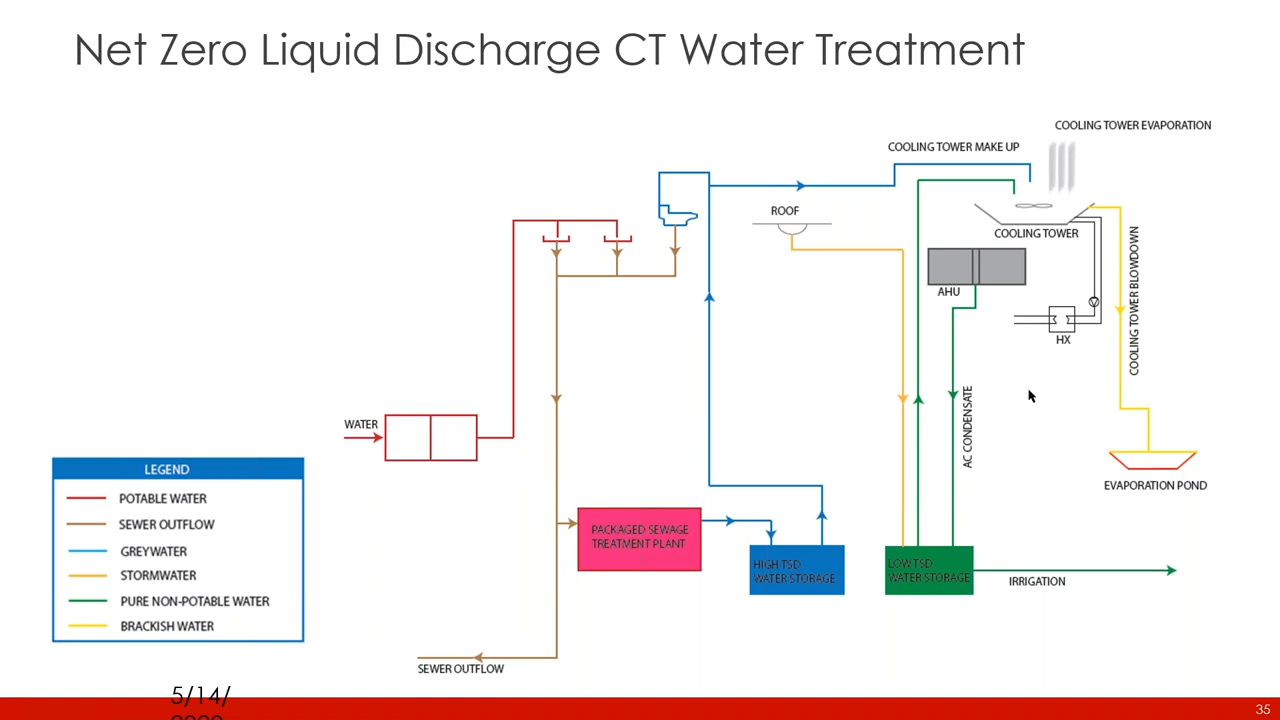 Net Zero Liquid Discharge CT Water Treatment
COOLING TOWER EVAPORATION
COOLING TOWER MAKE UP
ROOF
COOLING TOWER
AHU
HX
COOLING TOWER BLOWDOWN
AC CONDENSATE
WATER
EVAPORATION POND
LEGEND
POTABLE WATER
SEWER OUTFLOW
GREYWATER
STORMWATER
PURE NON-POTABLE WATER
BRACKISH WATER
PACKAGED SEWAGE
TREATMENT PLANT
HIGH TSD
WATER STORAGE
LOW TSD
WATER STORAGE
IRRIGATION
SEWER OUTFLOW
5/14/
35